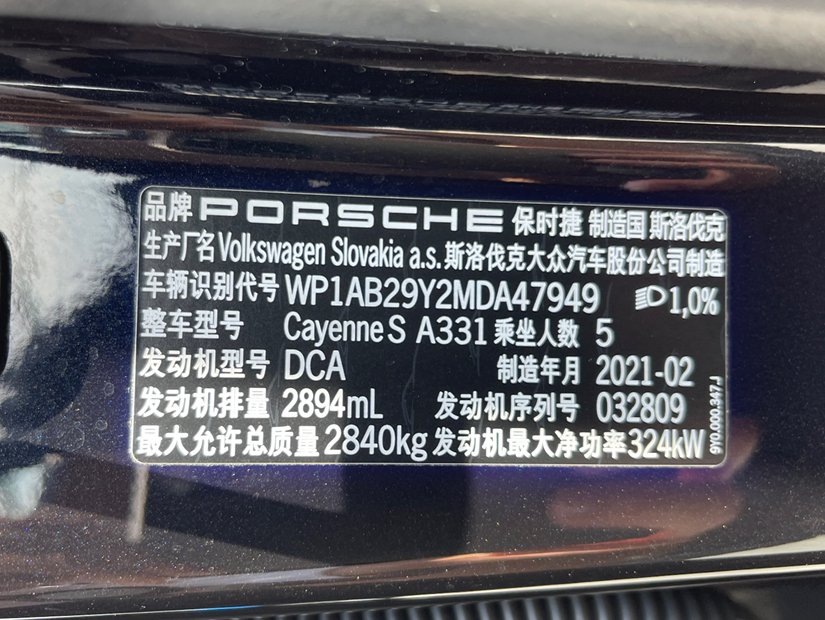 品牌 PORSCHE 保时捷 制造国 斯洛伐克
生产厂名 Volkswagen Slovakia a.s. 斯洛伐克大众汽车股份公司制造
车辆识别代号 WP1AB29Y2MDA47949 1,0%
整车型号 Cayenne S A331 乘坐人数 5
发动机型号 DCA 制造年月 2021-02
发动机排量 2894mL 发动机序列号 032809
最大允许总质量 2840kg 发动机最大净功率 324kW
9Y0.000.347.J